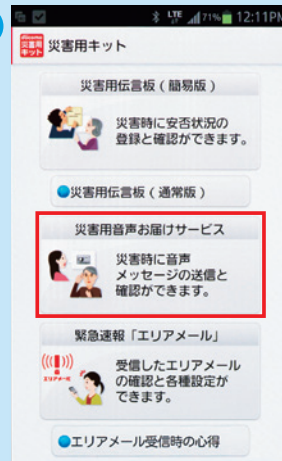 LTE 71% 12:11PM
docomo 災害用キット 災害用キット
災害用伝言板（簡易版）
災害時に安否状況の
登録と確認ができます。
災害用伝言板（通常版）
災害用音声お届けサービス
災害時に音声
メッセージの送信と
確認ができます。
緊急速報「エリアメール」
エリアメール
受信したエリアメール
の確認と各種設定が
できます。
エリアメール受信時の心得